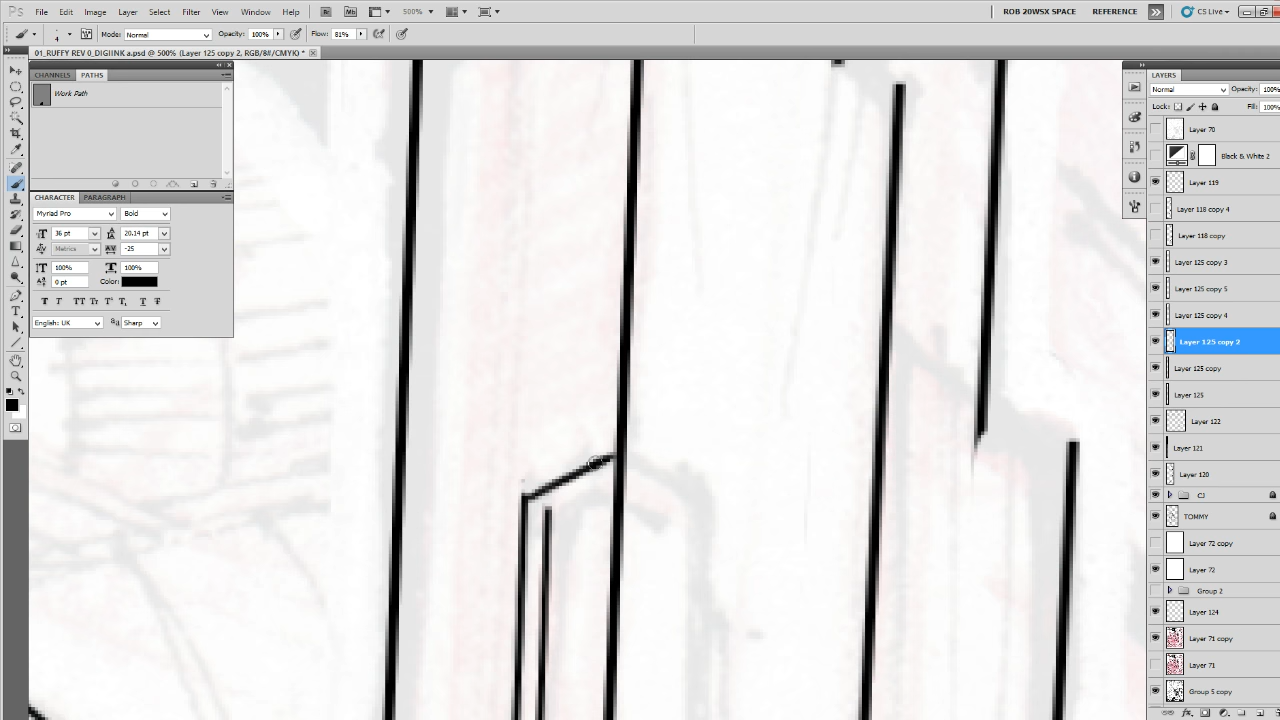 Ps File Edit Image Layer Select Filter View Window Help Br Mb 500% ROB 20WSX SPACE REFERENCE CS Live
4 Mode: Normal Opacity: 100% Flow: 81%
01_RUFFY REV 0_DIGIINK a.psd @ 500% (Layer 125 copy 2, RGB/8#/CMYK) *
CHANNELS PATHS
Work Path
CHARACTER PARAGRAPH
Myriad Pro Bold
36 pt 20,14 pt
Metrics -25
100% 100%
0 pt Color:
English: UK Sharp
LAYERS
Normal Opacity: 100%
Lock: Fill: 100%
Layer 70
Black & White 2
Layer 119
Layer 118 copy 4
Layer 118 copy
Layer 125 copy 3
Layer 125 copy 5
Layer 125 copy 4
Layer 125 copy 2
Layer 125 copy
Layer 125
Layer 122
Layer 121
Layer 120
CJ
TOMMY
Layer 72 copy
Layer 72
Group 2
Layer 124
Layer 71 copy
Layer 71
Group 5 copy